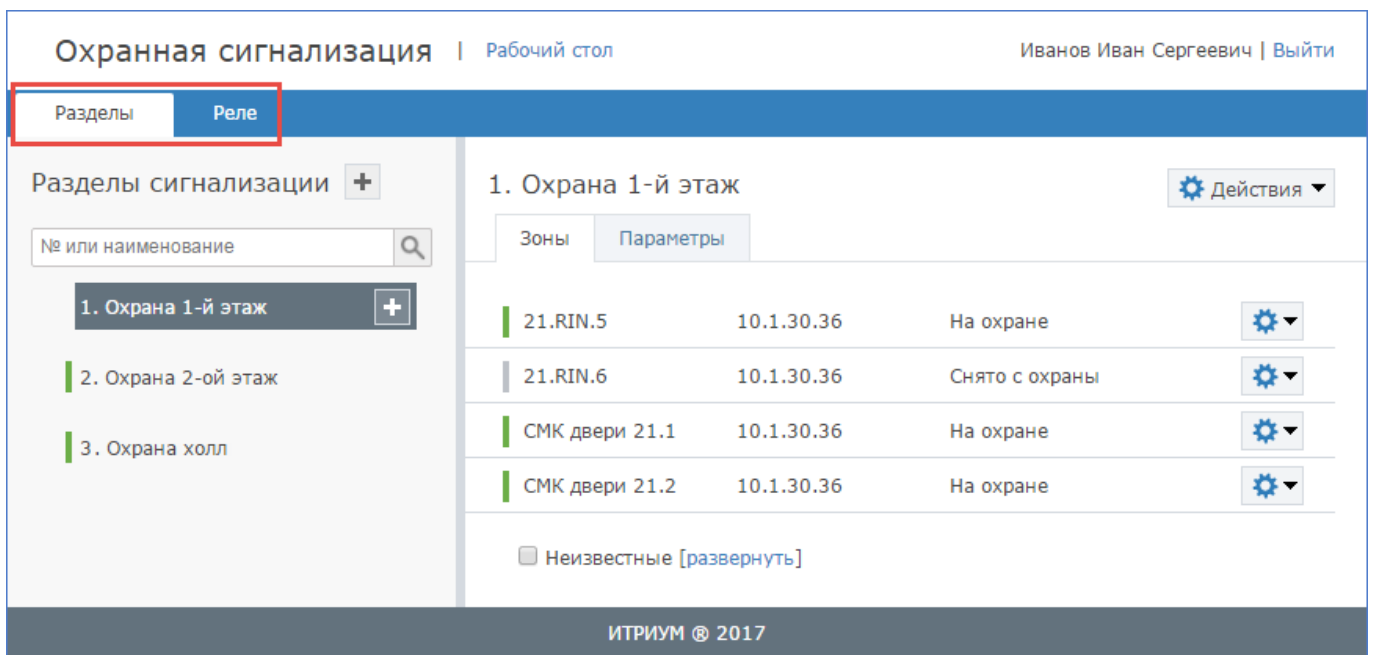 Охранная сигнализация | Рабочий стол Иванов Иван Сергеевич | Выйти
Разделы Реле
Разделы сигнализации +
№ или наименование
1. Охрана 1-й этаж +
2. Охрана 2-ой этаж
3. Охрана холл
1. Охрана 1-й этаж Действия
Зоны Параметры
21.RIN.5 10.1.30.36 На охране
21.RIN.6 10.1.30.36 Снято с охраны
СМК двери 21.1 10.1.30.36 На охране
СМК двери 21.2 10.1.30.36 На охране
Неизвестные [развернуть]
ИТРИУМ ® 2017